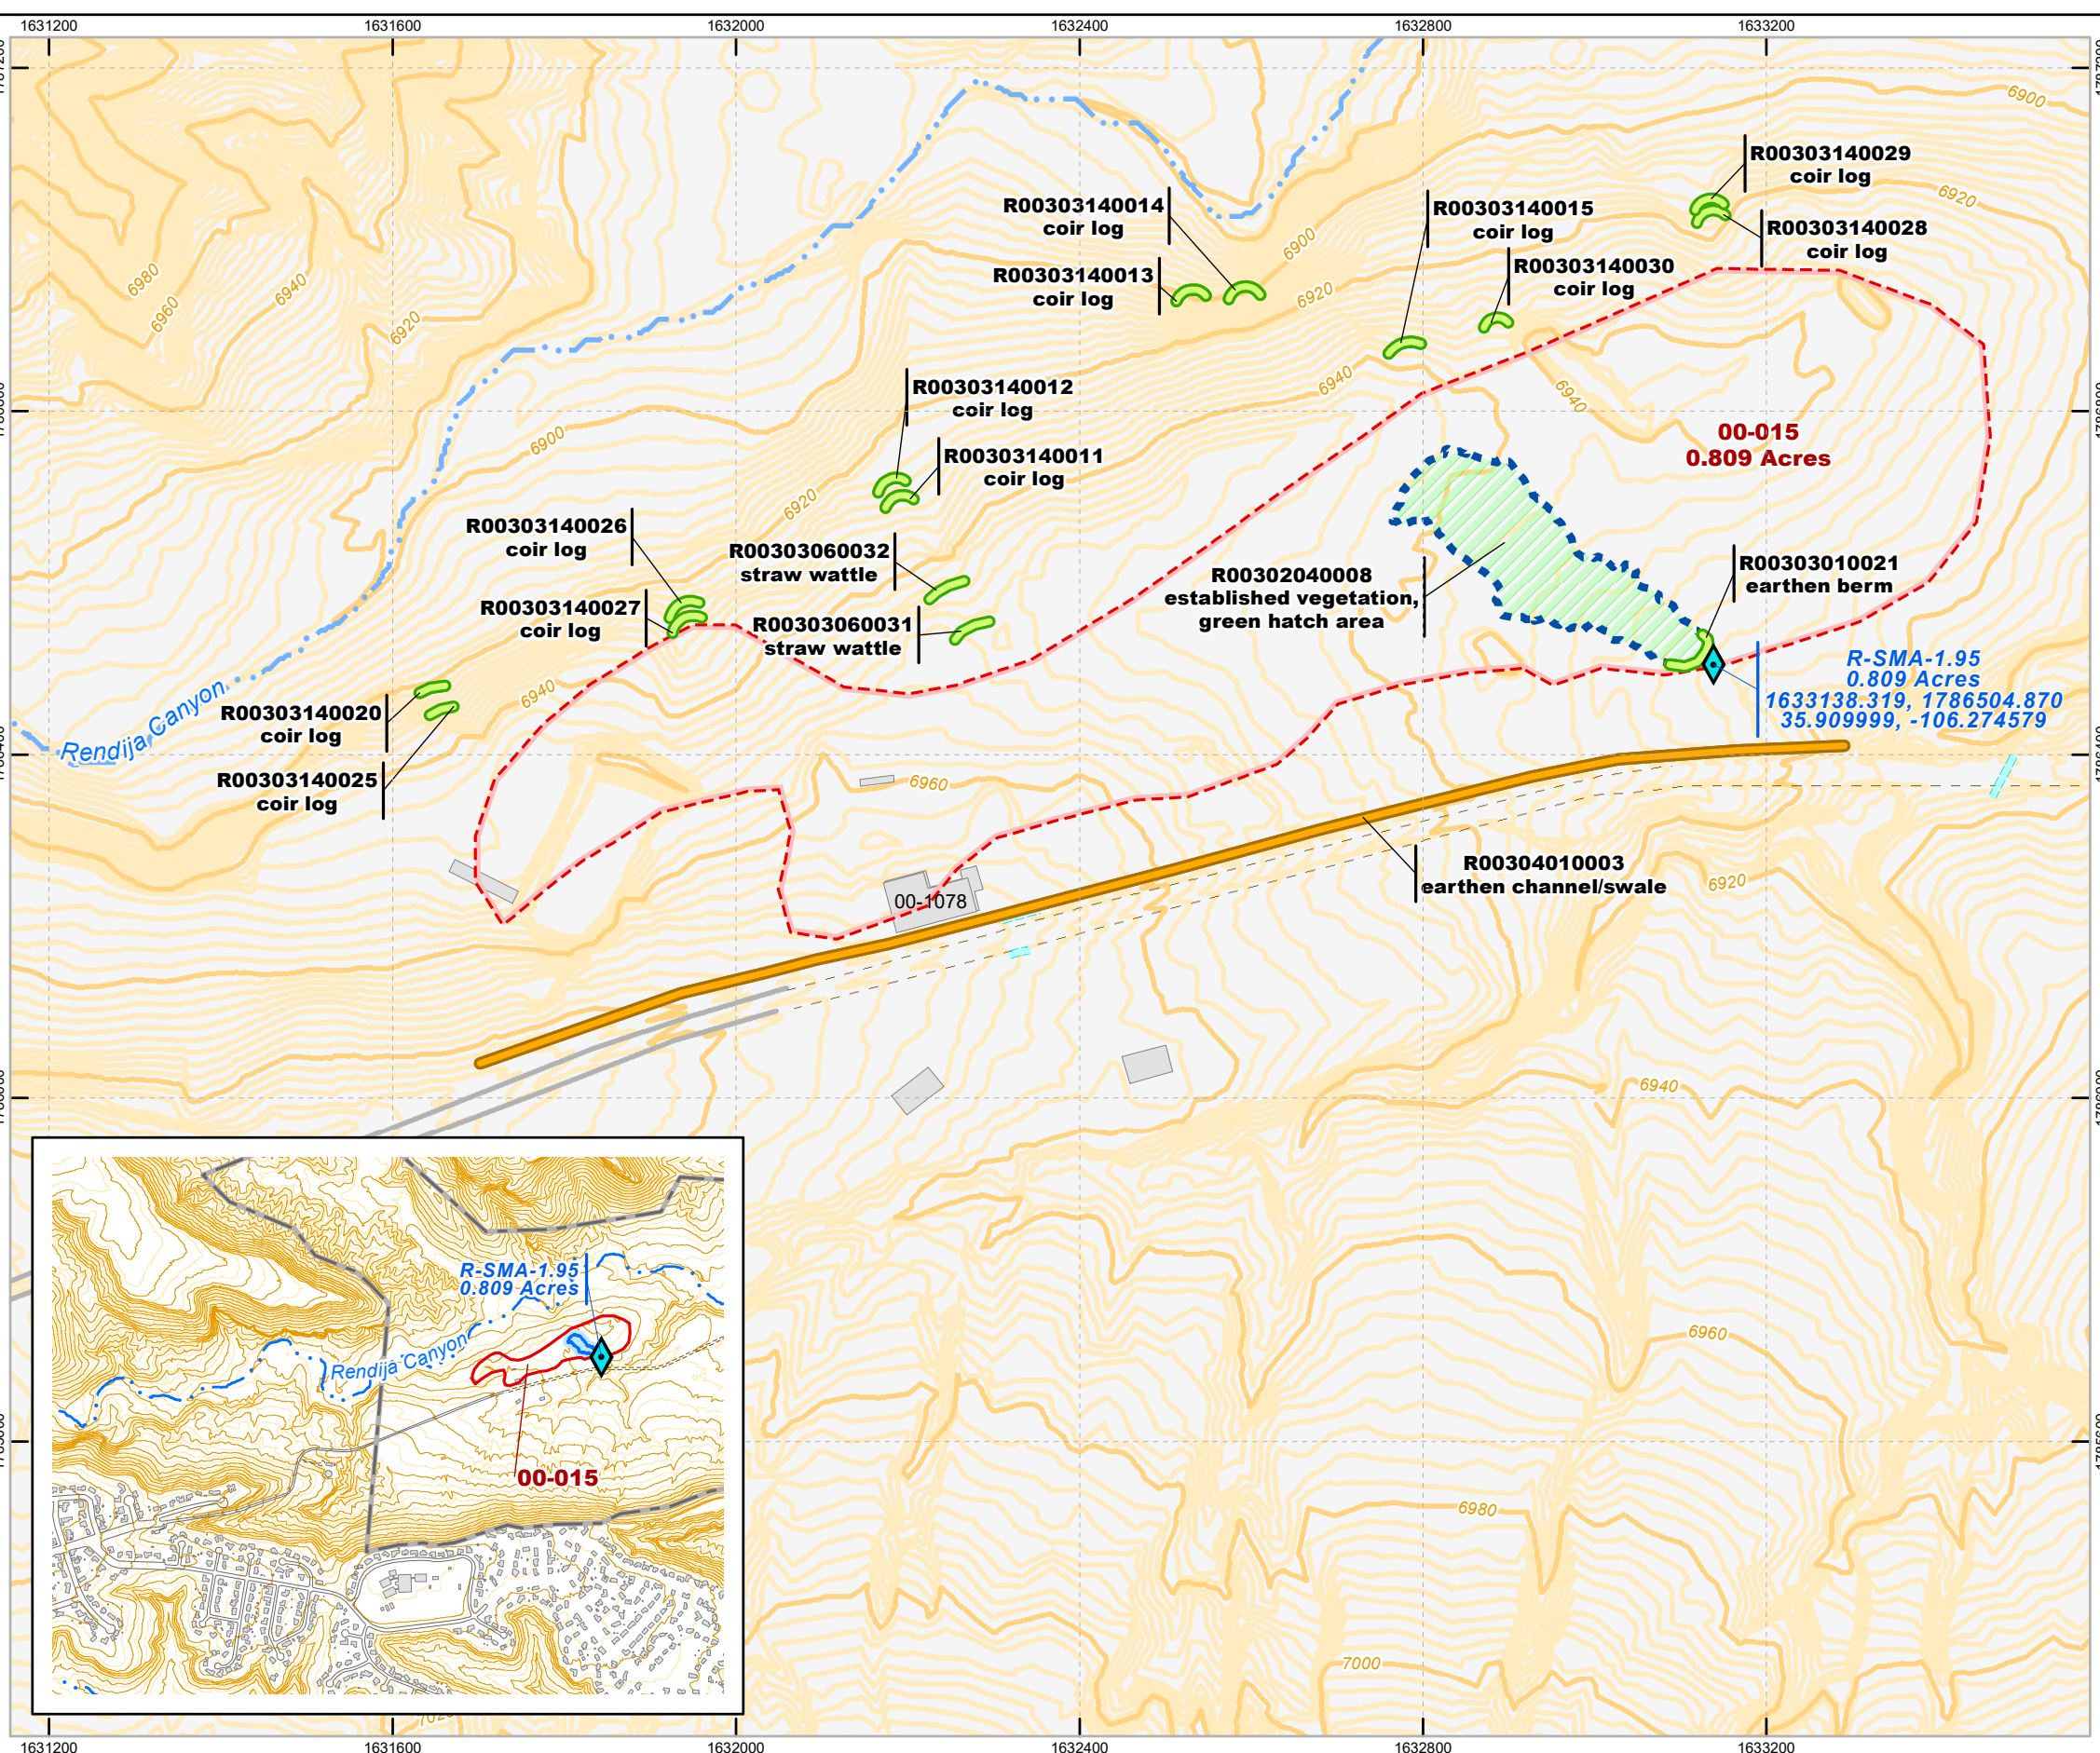 1631200
1631600
1632000
1632400
1632800
1633200
6900
R00303140029
coir log
6920
R00303140014
coir log
R00303140015
coir log
R00303140028
coir log
6900
R00303140013
coir log
R00303140030
coir log
6980
6960
6940
6920
6920
R00303140012
coir log
6940
6940
00-015
0.809 Acres
6900
R00303140011
coir log
6920
R00303140026
coir log
R00303060032
straw wattle
R00302040008
established vegetation,
green hatch area
R00303010021
earthen berm
R00303140027
coir log
R00303060031
straw wattle
R-SMA-1.95
0.809 Acres
1633138.319, 1786504.870
35.909999, -106.274579
Rendija Canyon
6940
R00303140020
coir log
R00303140025
coir log
6960
00-1078
R00304010003
earthen channel/swale
6920
6940
6960
6980
7000
R-SMA-1.95
0.809 Acres
Rendija Canyon
00-015
1631200
1631600
1632000
1632400
1632800
1633200